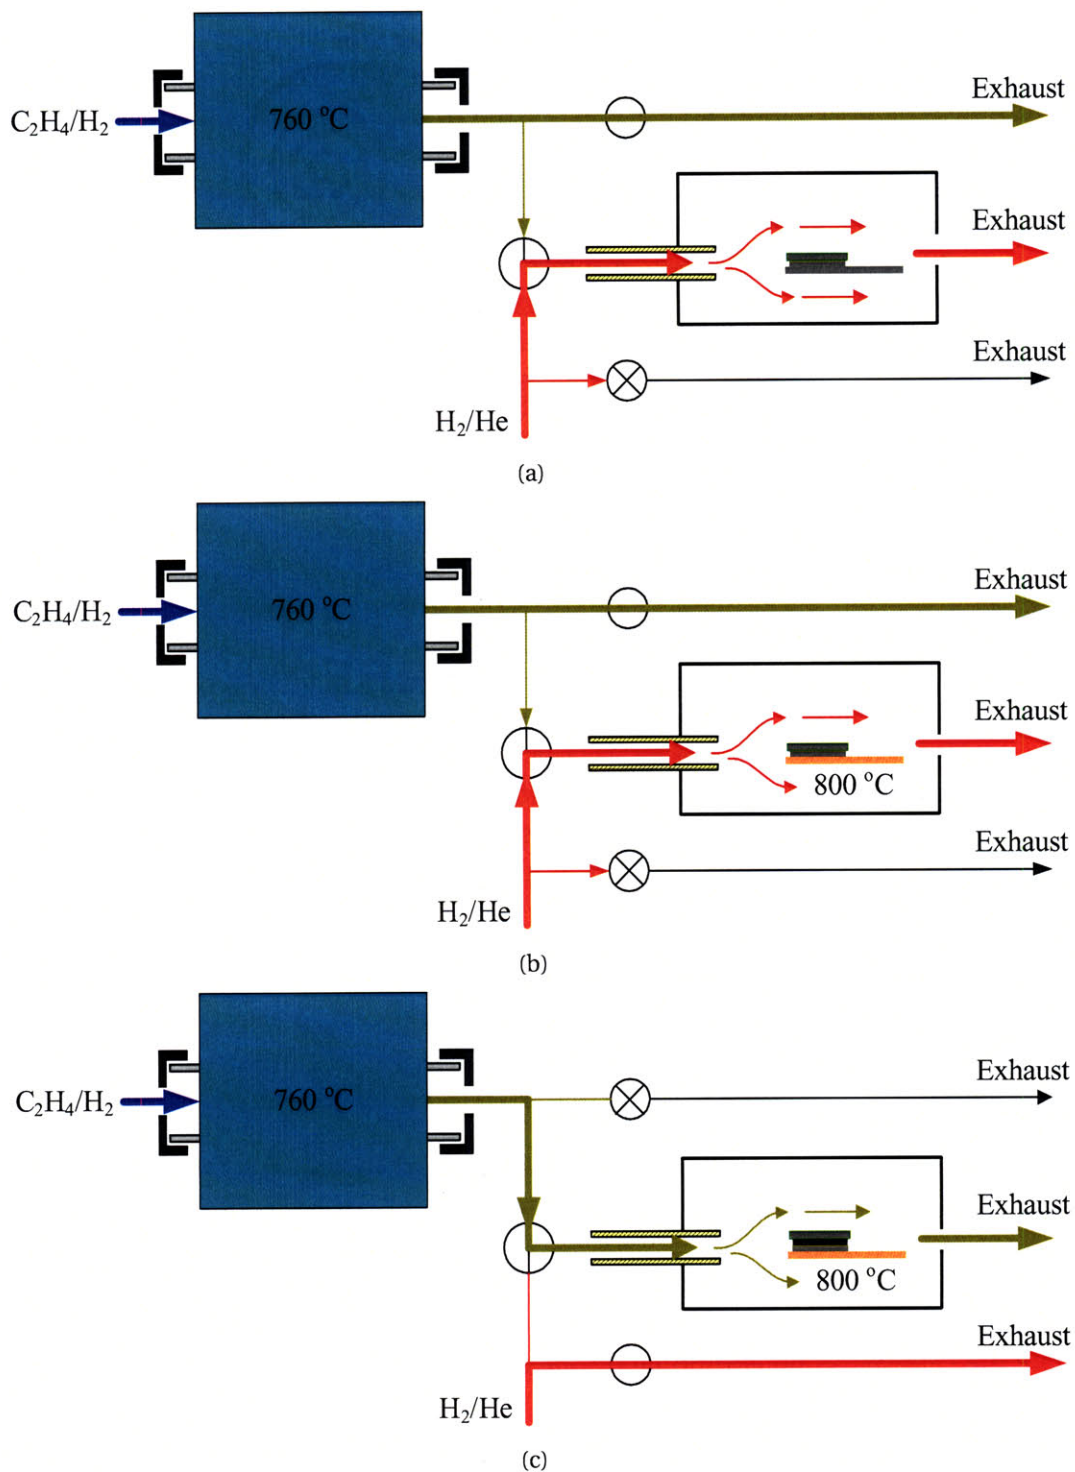 Exhaust
C₂H₄/H₂
760 °C
Exhaust
Exhaust
H₂/He
(a)
Exhaust
C₂H₄/H₂
760 °C
Exhaust
800 °C
Exhaust
H₂/He
(b)
Exhaust
C₂H₄/H₂
760 °C
Exhaust
800 °C
Exhaust
H₂/He
(c)